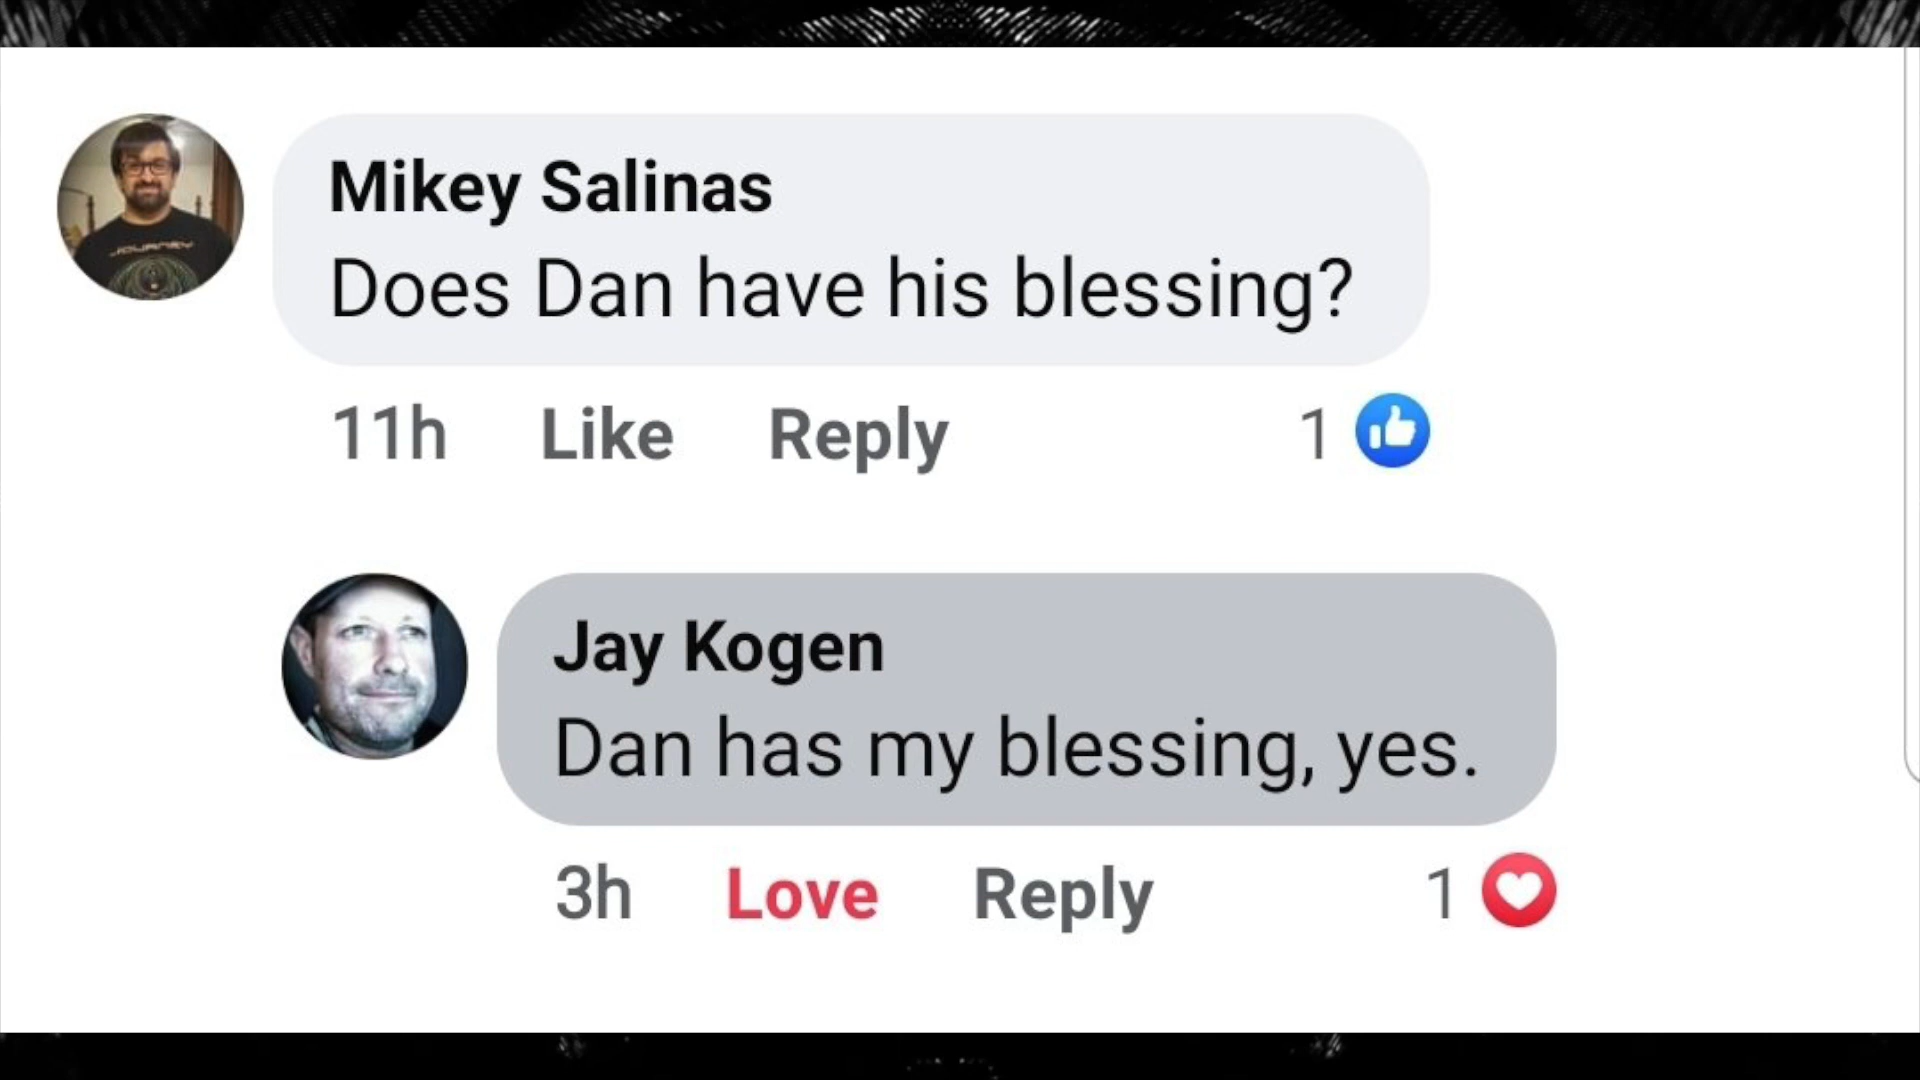 Mikey Salinas
Does Dan have his blessing?
11h Like Reply 1
JOURNEY
Jay Kogen
Dan has my blessing, yes.
3h Love Reply 1